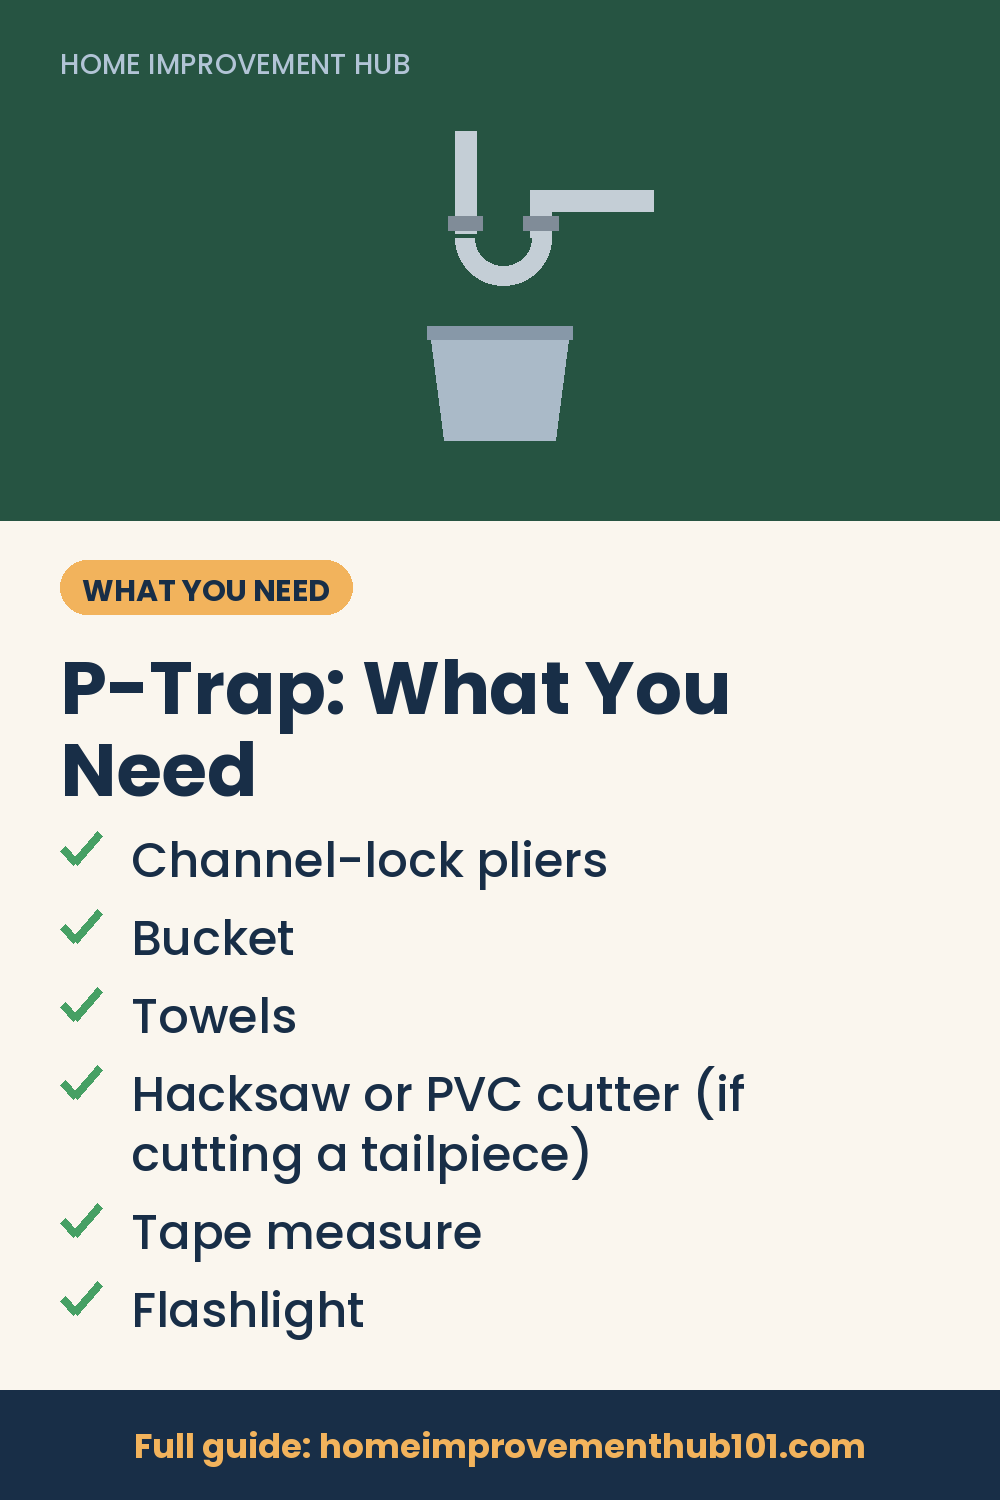 HOME IMPROVEMENT HUB
WHAT YOU NEED
P-Trap: What You
Need
Channel-lock pliers
Bucket
Towels
Hacksaw or PVC cutter (if
cutting a tailpiece)
Tape measure
Flashlight
Full guide: homeimprovementhub101.com